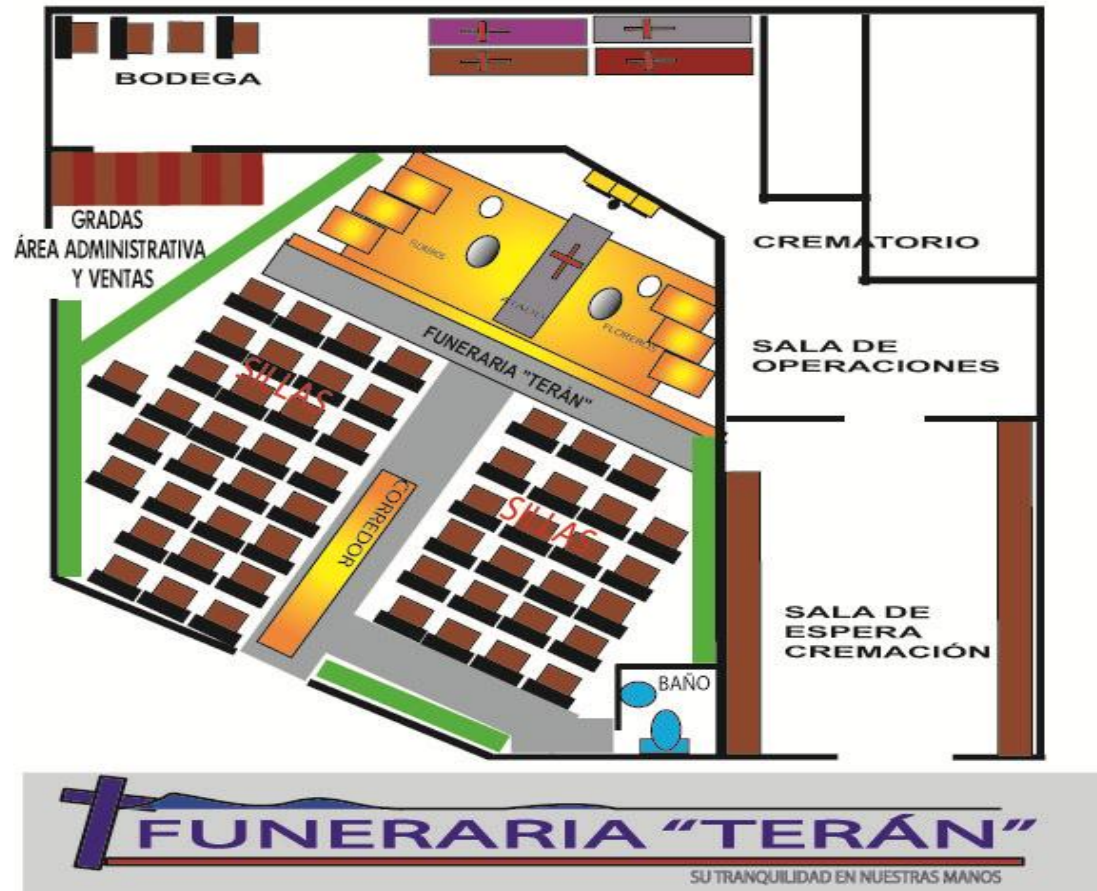 BODEGA
GRADAS
ÁREA ADMINISTRATIVA
Y VENTAS
CREMATORIO
FLOREROS
FUNERARIA "TERÁN"
SALA DE
OPERACIONES
SILLAS
SILLAS
CORREDOR
SALA DE
ESPERA
CREMACIÓN
BAÑO
FUNERARIA “TERÁN”
SU TRANQUILIDAD EN NUESTRAS MANOS